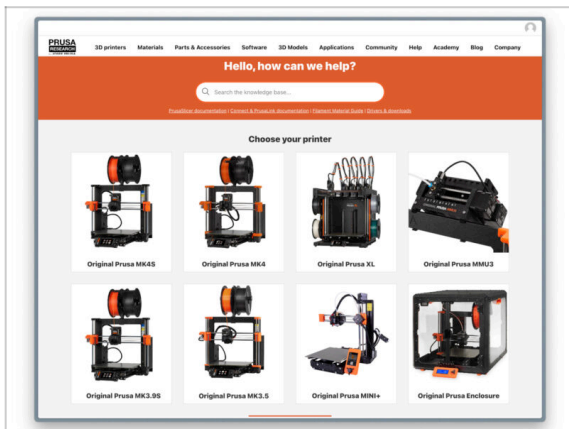 PRUSA
RESEARCH
3D printers Materials Parts & Accessories Software 3D Models Applications Community Help Academy Blog Company
Hello, how can we help?
Search the knowledge base...
PrusaSlicer documentation | Connect & PrusaLink documentation | Filament Material Guide | Drivers & downloads
Choose your printer
Original Prusa MK4S Original Prusa MK4 Original Prusa XL Original Prusa MMU3
Original Prusa MK3.9S Original Prusa MK3.5 Original Prusa MINI+ Original Prusa Enclosure